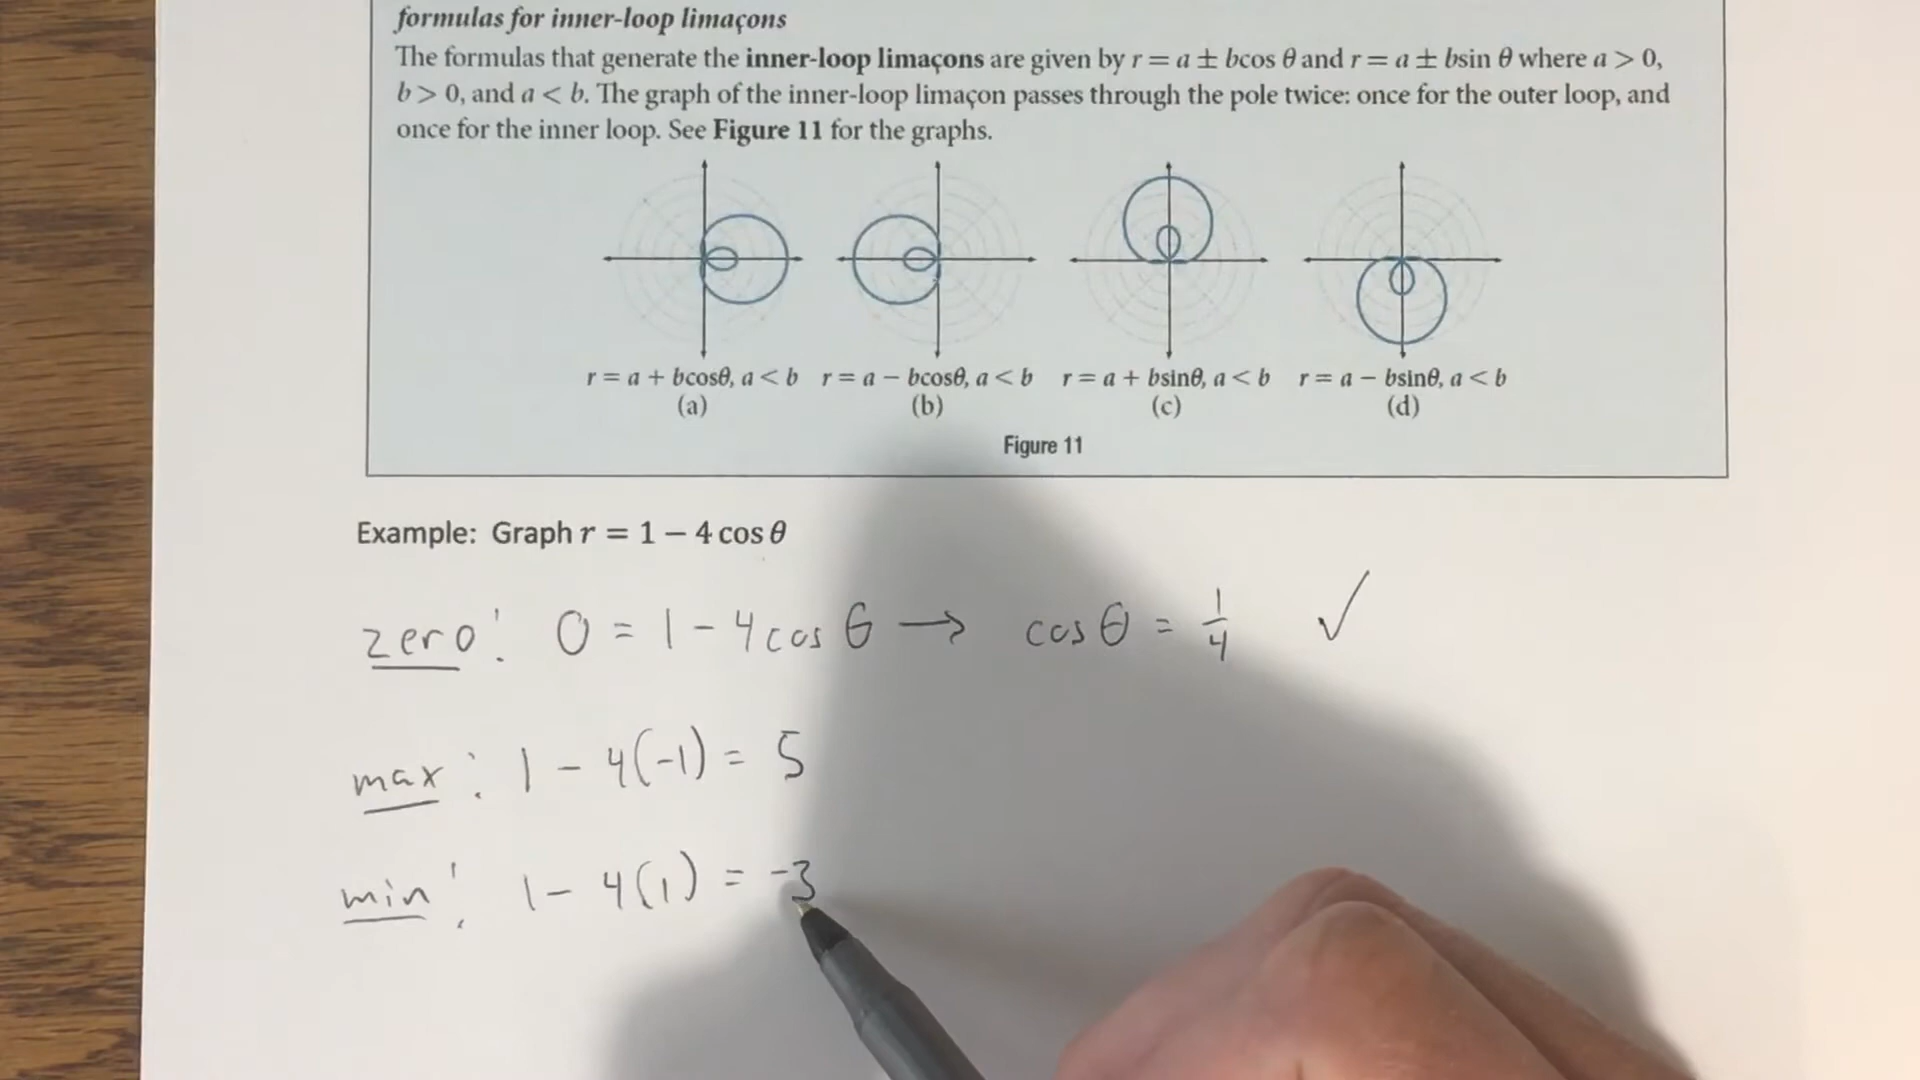 formulas for inner-loop limaçons
The formulas that generate the inner-loop limaçons are given by r = a ± bcos θ and r = a ± bsin θ where a > 0,
b > 0, and a < b. The graph of the inner-loop limaçon passes through the pole twice: once for the outer loop, and
once for the inner loop. See Figure 11 for the graphs.
r = a + bcosθ, a < b r = a − bcosθ, a < b r = a + bsinθ, a < b r = a − bsinθ, a < b
(a) (b) (c) (d)
Figure 11
Example: Graph r = 1 − 4 cos θ
zero: 0 = 1 - 4 cos θ → cos θ = 1/4 ✓
max: 1 - 4(-1) = 5
min: 1 - 4(1) = -3